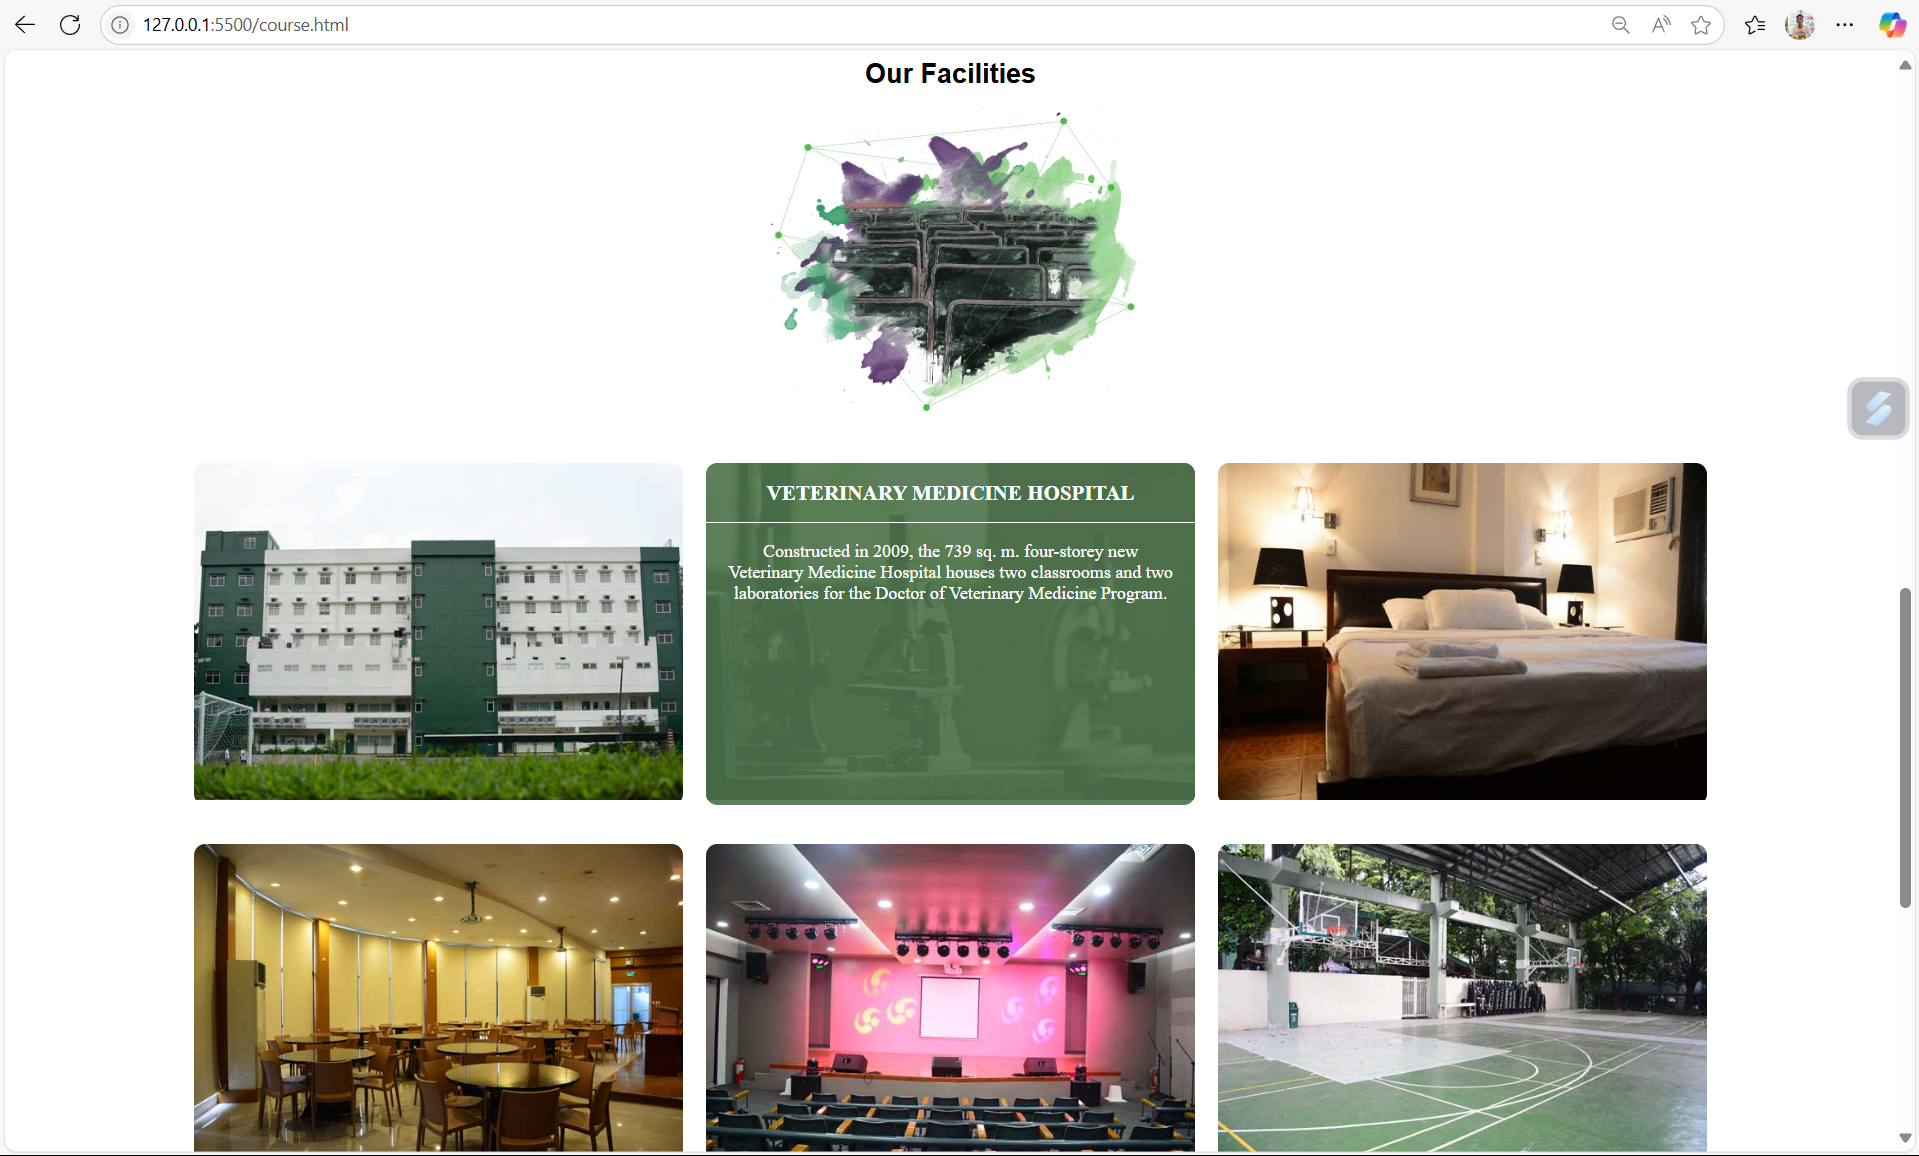 127.0.0.1:5500/course.html
Our Facilities
VETERINARY MEDICINE HOSPITAL
Constructed in 2009, the 739 sq. m. four-storey new
Veterinary Medicine Hospital houses two classrooms and two
laboratories for the Doctor of Veterinary Medicine Program.